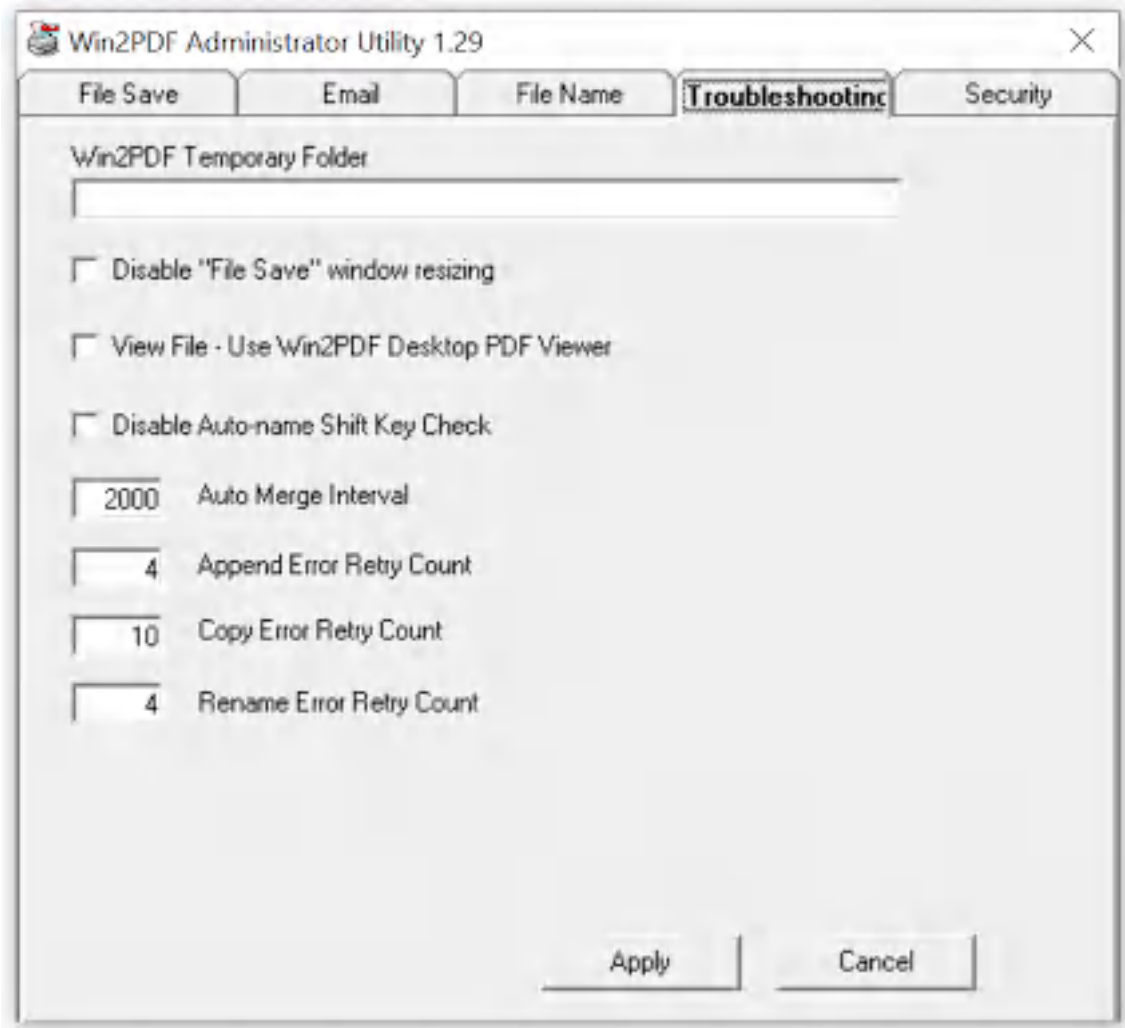 Win2PDF Administrator Utility 1.29
File Save Email File Name Troubleshooting Security
Win2PDF Temporary Folder
Disable "File Save" window resizing
View File - Use Win2PDF Desktop PDF Viewer
Disable Auto-name Shift Key Check
2000 Auto Merge Interval
4 Append Error Retry Count
10 Copy Error Retry Count
4 Rename Error Retry Count
Apply Cancel